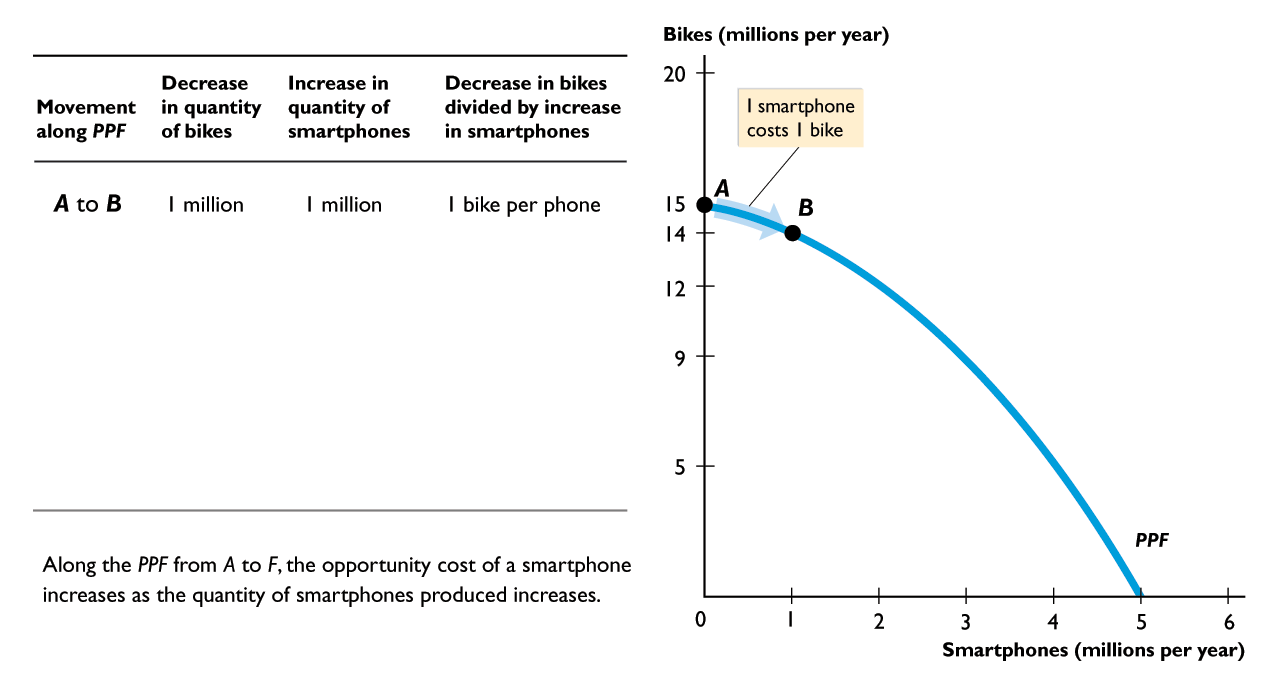 Movement
along PPF
Decrease
in quantity
of bikes
Increase in
quantity of
smartphones
Decrease in bikes
divided by increase
in smartphones
A to B
1 million
1 million
1 bike per phone
Along the PPF from A to F, the opportunity cost of a smartphone
increases as the quantity of smartphones produced increases.
Bikes (millions per year)
20
1 smartphone
costs 1 bike
A
B
15
14
12
9
5
PPF
0
1
2
3
4
5
6
Smartphones (millions per year)